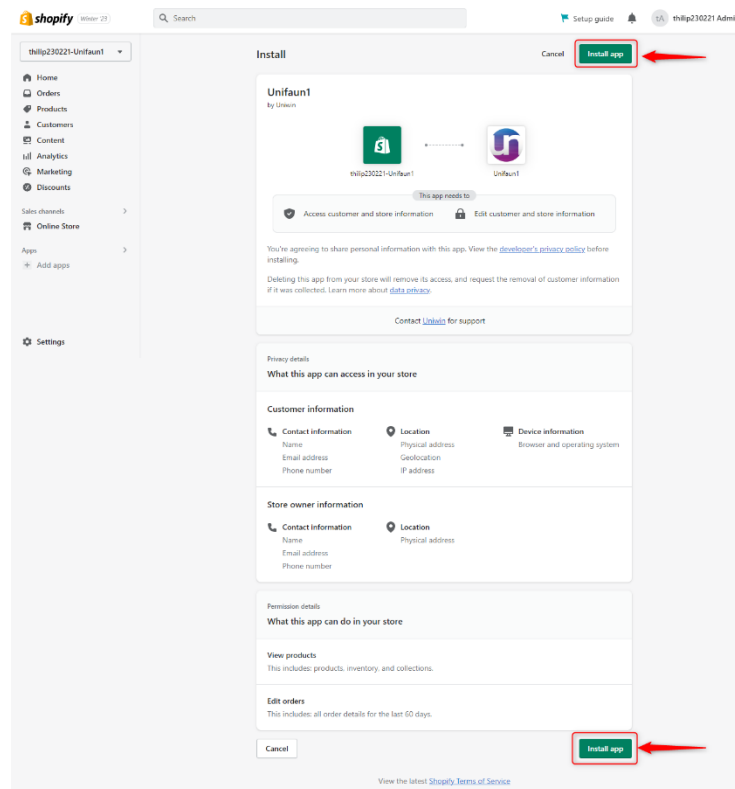 shopify Winter '23
Search
Setup guide
tA thilip230221 Admi
thilip230221-Unifaun1
Home
Orders
Products
Customers
Content
Analytics
Marketing
Discounts
Sales channels
Online Store
Apps
Add apps
Settings
Install
Cancel
Install app
Unifaun1
by Uniwin
thilip230221-Unifaun1
Unifaun1
This app needs to
Access customer and store information
Edit customer and store information
You're agreeing to share personal information with this app. View the developer's privacy policy before
installing.
Deleting this app from your store will remove its access, and request the removal of customer information
if it was collected. Learn more about data privacy.
Contact Uniwin for support
Privacy details
What this app can access in your store
Customer information
Contact information
Name
Email address
Phone number
Location
Physical address
Geolocation
IP address
Device information
Browser and operating system
Store owner information
Contact information
Name
Email address
Phone number
Location
Physical address
Permission details
What this app can do in your store
View products
This includes: products, inventory, and collections.
Edit orders
This includes: all order details for the last 60 days.
Cancel
Install app
View the latest Shopify Terms of Service